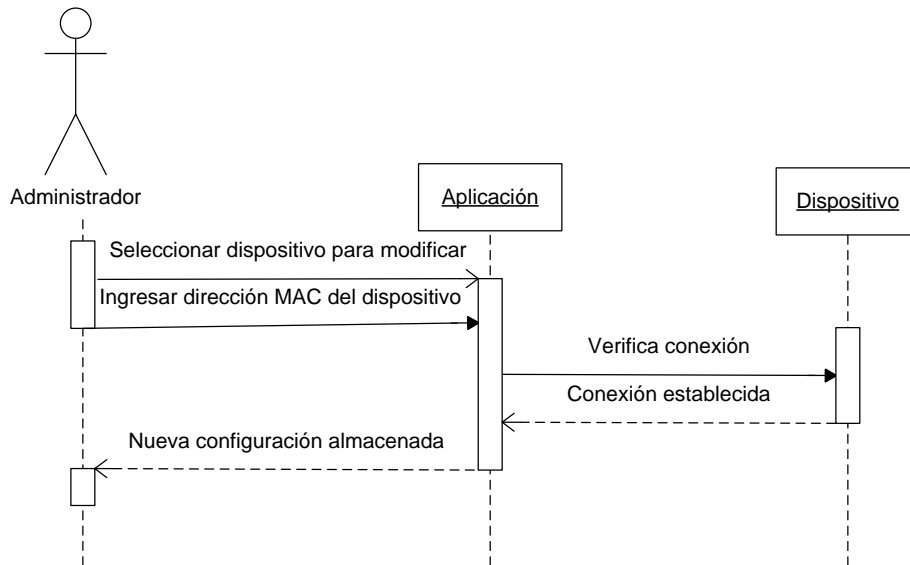 Administrador
Aplicación
Dispositivo
Seleccionar dispositivo para modificar
Ingresar dirección MAC del dispositivo
Verifica conexión
Conexión establecida
Nueva configuración almacenada